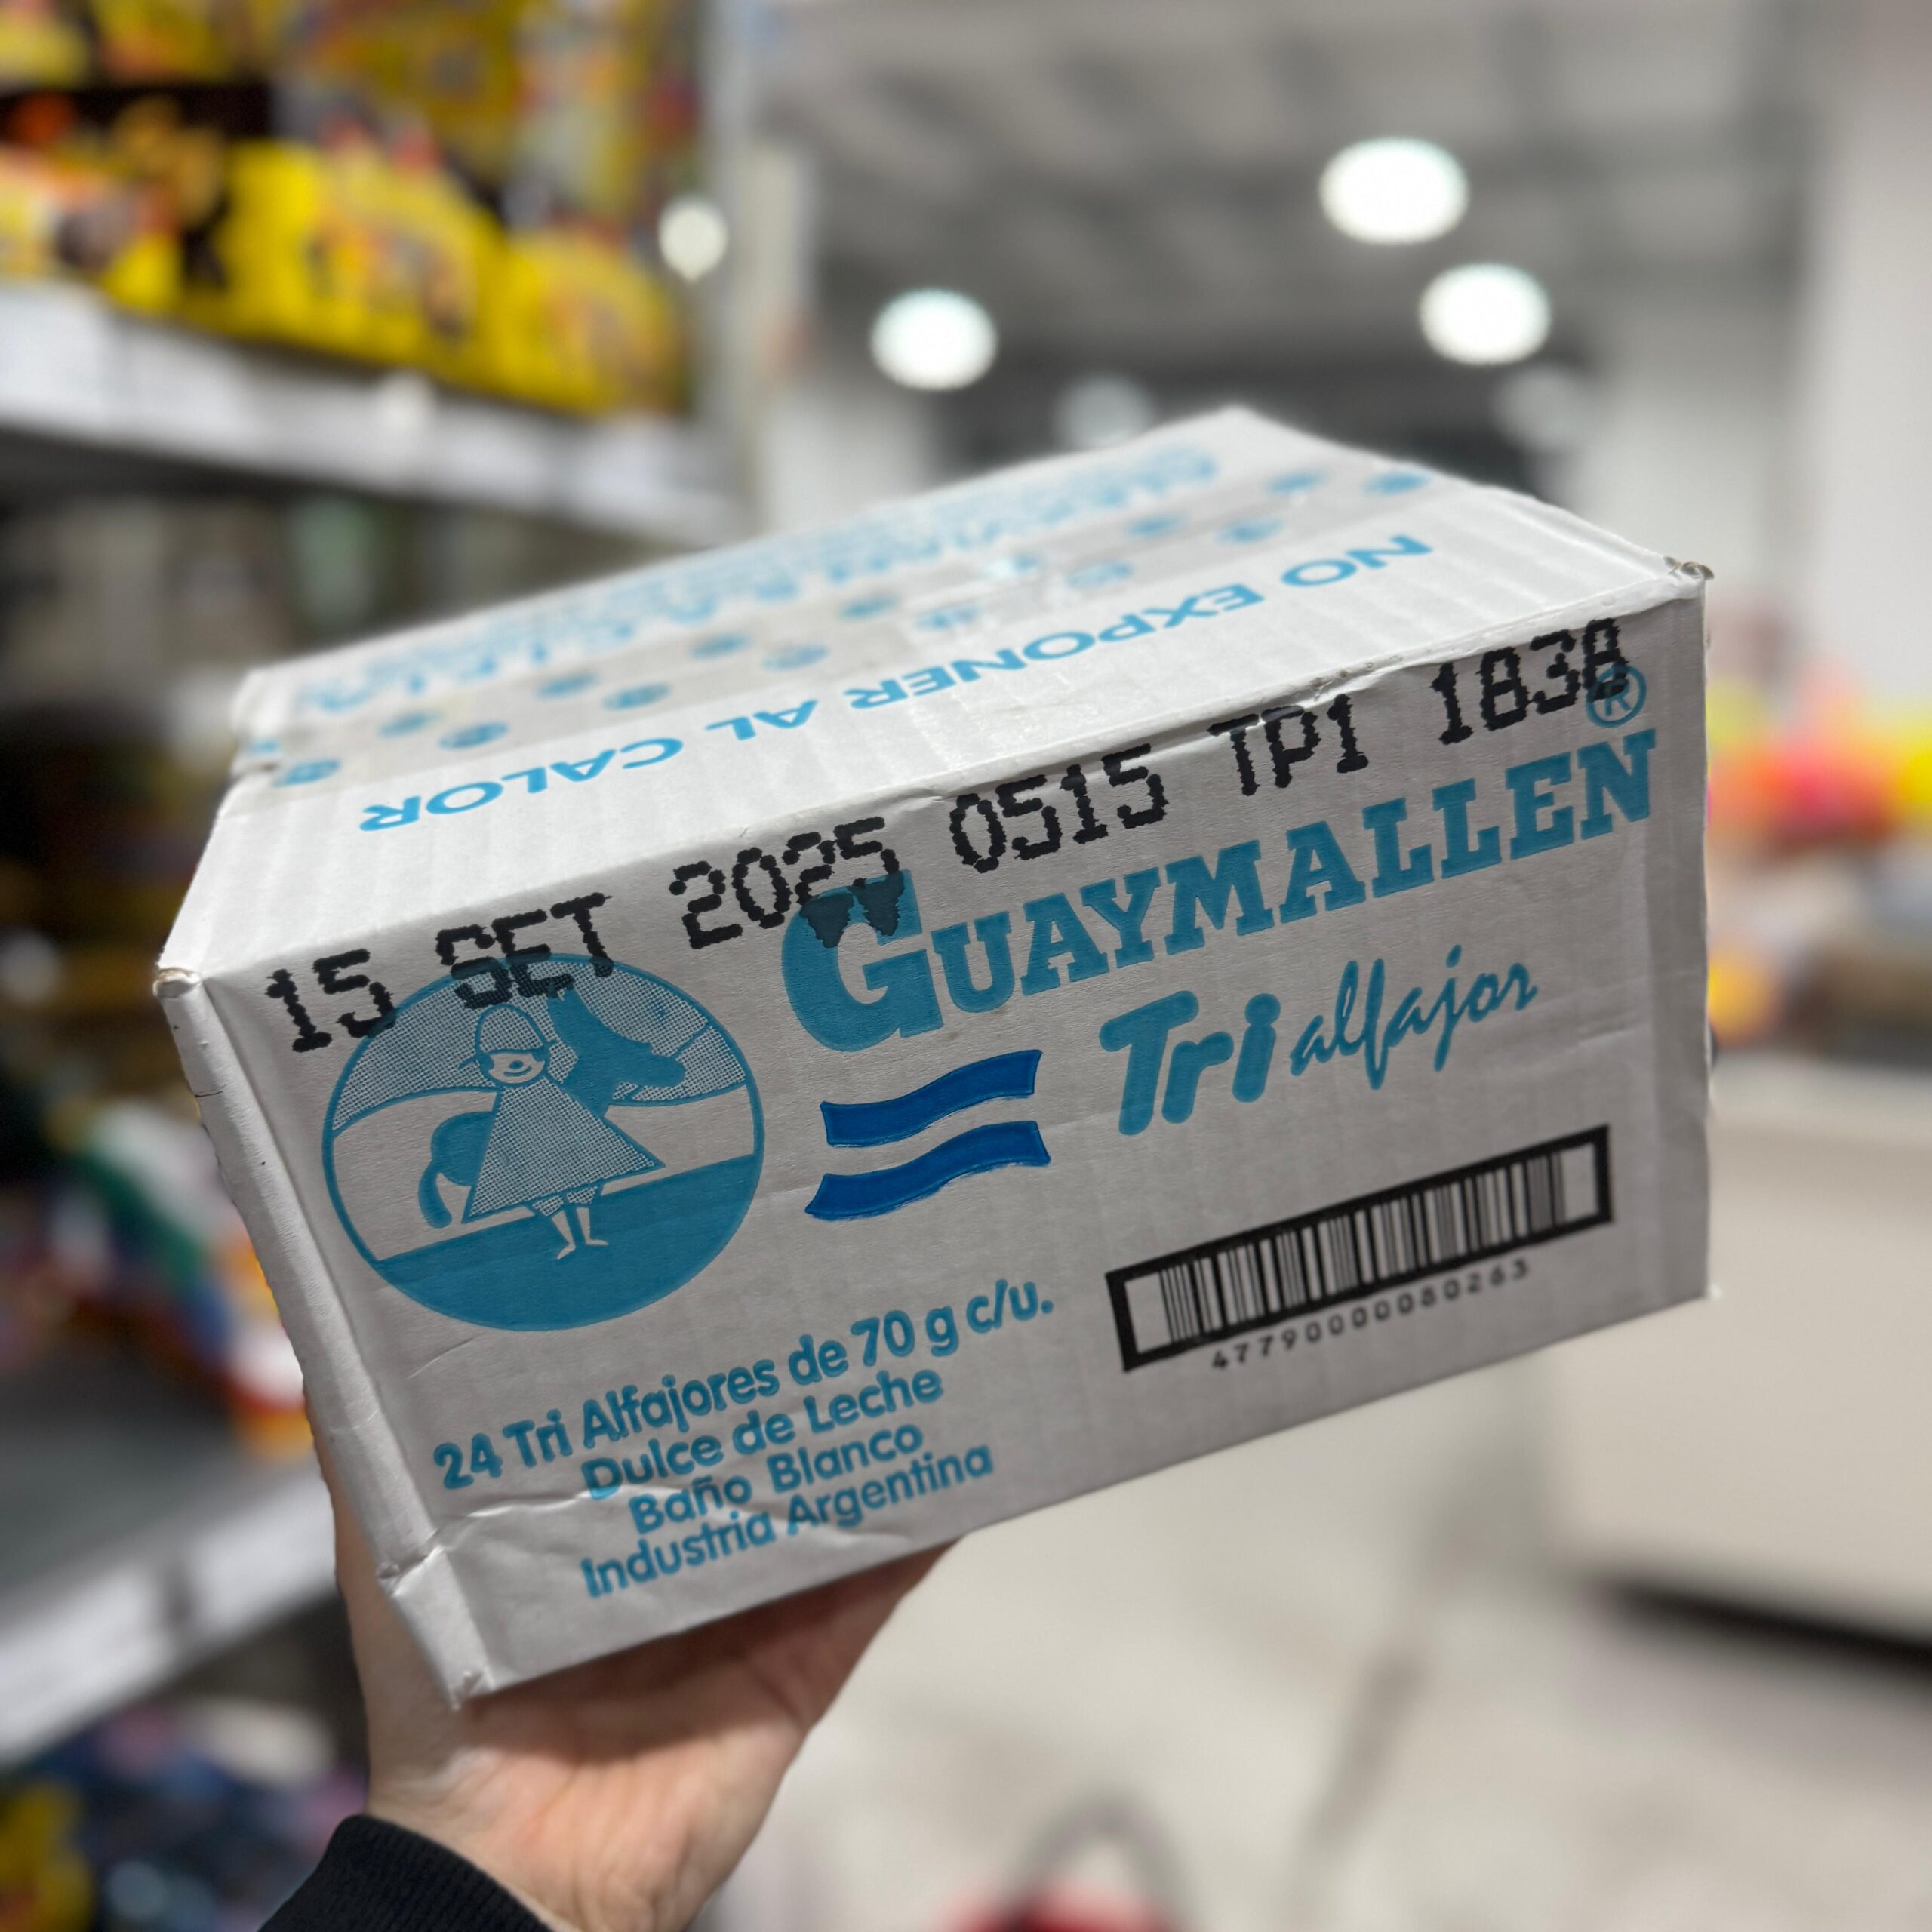 NO EXPONER AL CALOR
15 SET 2025 0515 TP1 1838
GUAYMALLEN®
Tri alfajor
24 Tri Alfajores de 70 g c/u.
Dulce de Leche
Baño Blanco
Industria Argentina
47790000080263